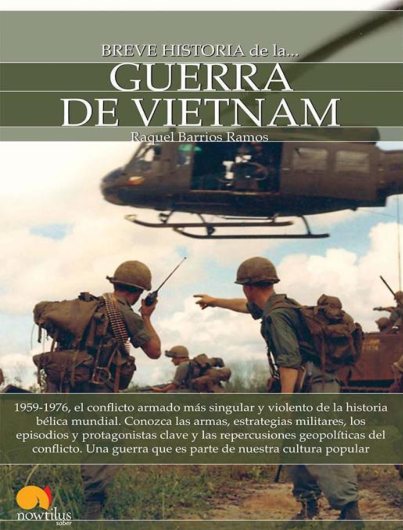 BREVE HISTORIA de la...
GUERRA
DE VIETNAM
Raquel Barrios Ramos
1959-1976, el conflicto armado más singular y violento de la historia
bélica mundial. Conozca las armas, estrategias militares, los
episodios y protagonistas clave y las repercusiones geopolíticas del
conflicto. Una guerra que es parte de nuestra cultura popular
nowtilus
saber